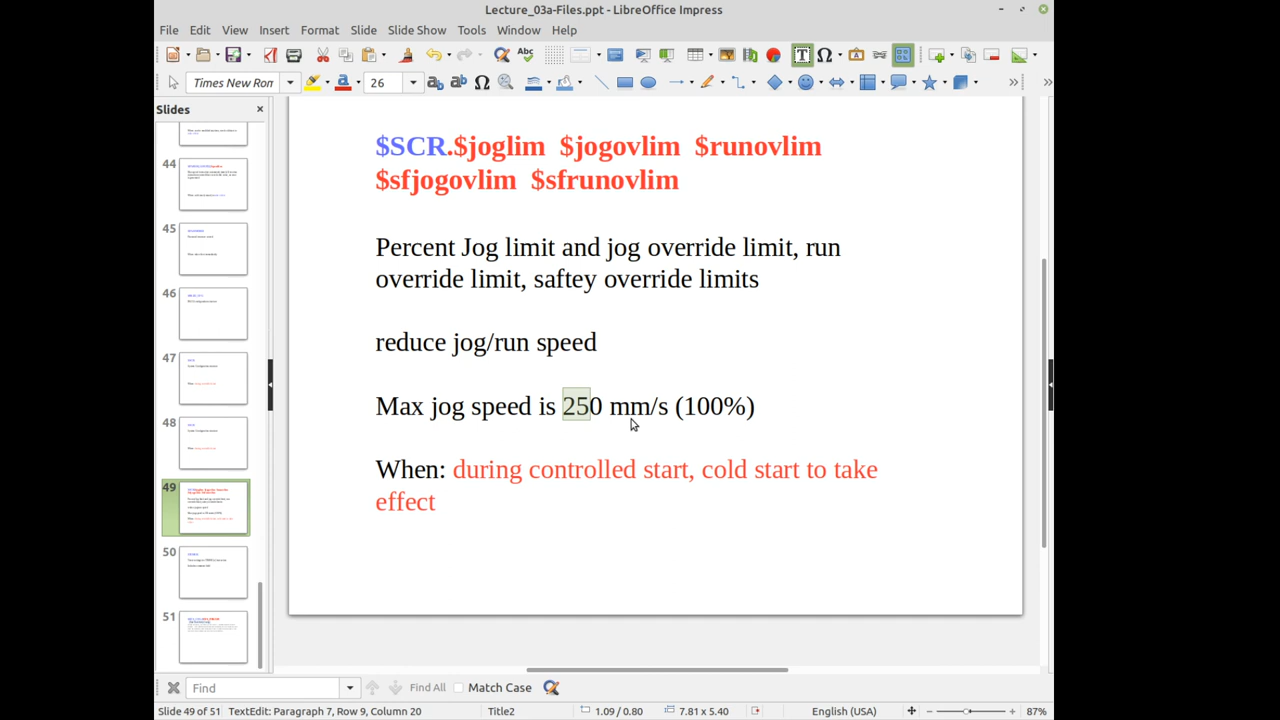 Lecture_03a-Files.ppt - LibreOffice Impress
File Edit View Insert Format Slide Slide Show Tools Window Help
Times New Ron 26
Slides
$SCR.$joglim $jogovlim $runovlim
$sfjogovlim $sfrunovlim
Percent Jog limit and jog override limit, run
override limit, saftey override limits
reduce jog/run speed
Max jog speed is 250 mm/s (100%)
When: during controlled start, cold start to take
effect
44
45
46
47
48
49
50
51
Find Find All Match Case
Slide 49 of 51 TextEdit: Paragraph 7, Row 9, Column 20 Title2 1.09 / 0.80 7.81 x 5.40 English (USA) 87%